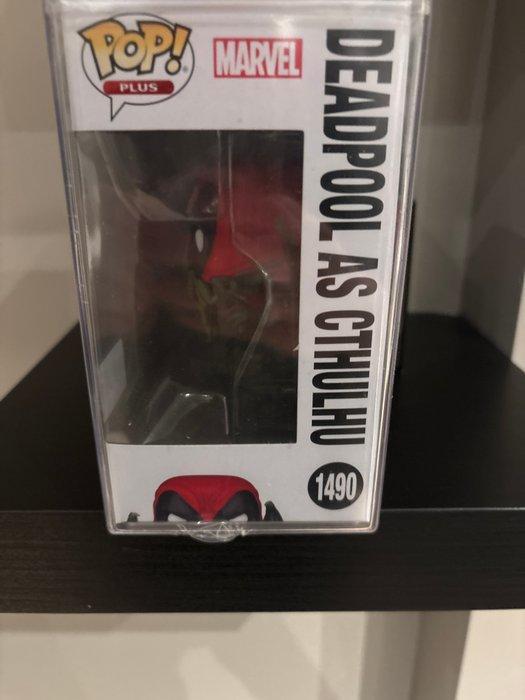 POP!
PLUS
MARVEL
DEADPOOL AS CTHULHU
1490